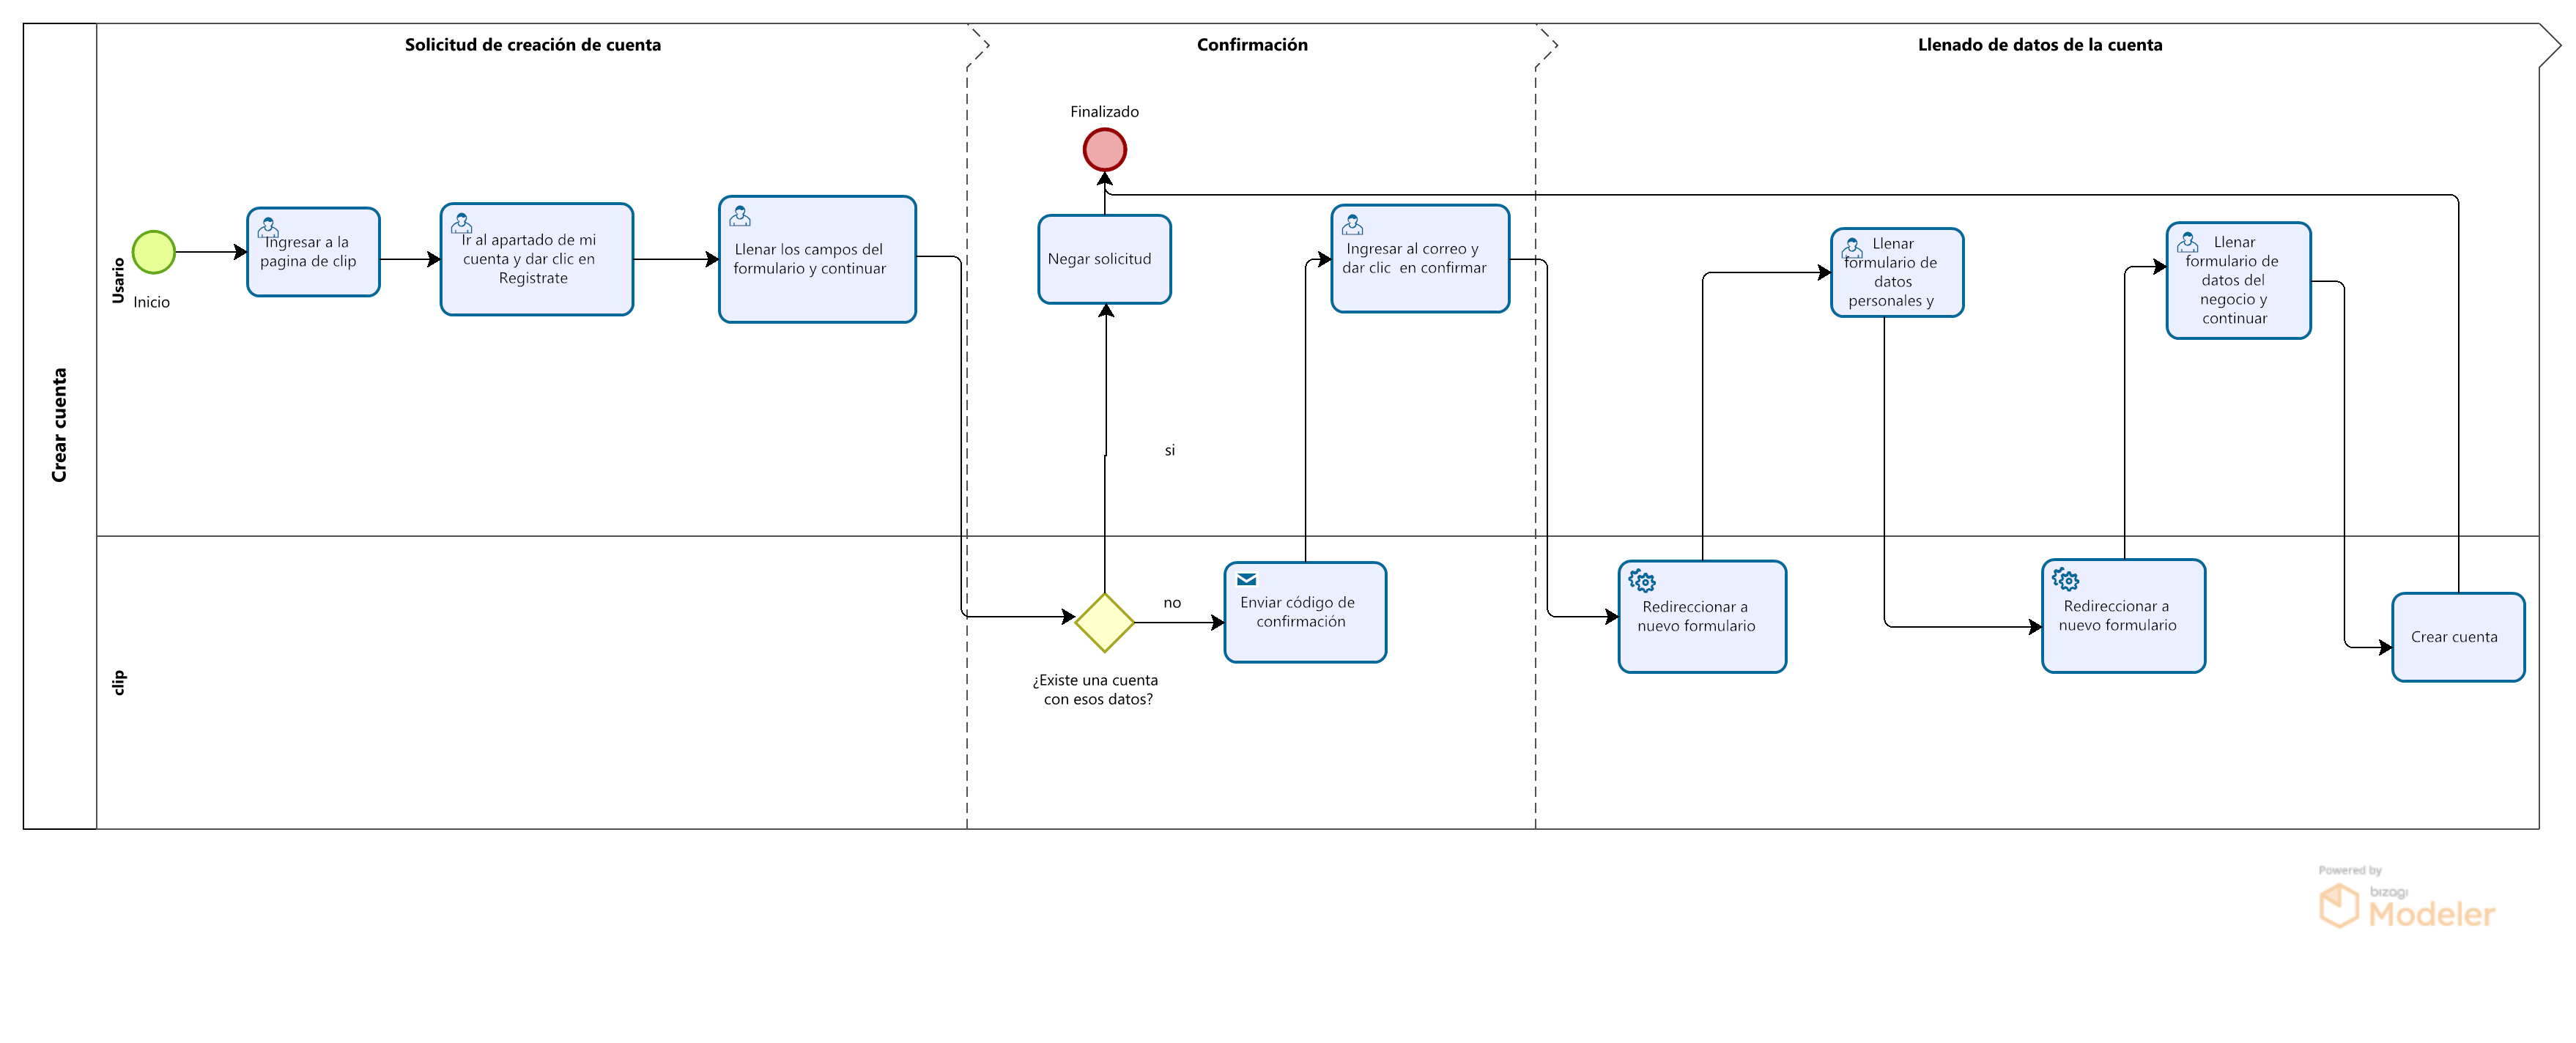 Solicitud de creación de cuenta
Confirmación
Llenado de datos de la cuenta
Crear cuenta
Usario
clip
Inicio
Ingresar a la
pagina de clip
Ir al apartado de mi
cuenta y dar clic en
Registrate
Llenar los campos del
formulario y continuar
Finalizado
Negar solicitud
si
no
¿Existe una cuenta
con esos datos?
Enviar código de
confirmación
Ingresar al correo y
dar clic en confirmar
Redireccionar a
nuevo formulario
Llenar
formulario de
datos
personales y
Redireccionar a
nuevo formulario
Llenar
formulario de
datos del
negocio y
continuar
Crear cuenta
Powered by
bizagi
Modeler